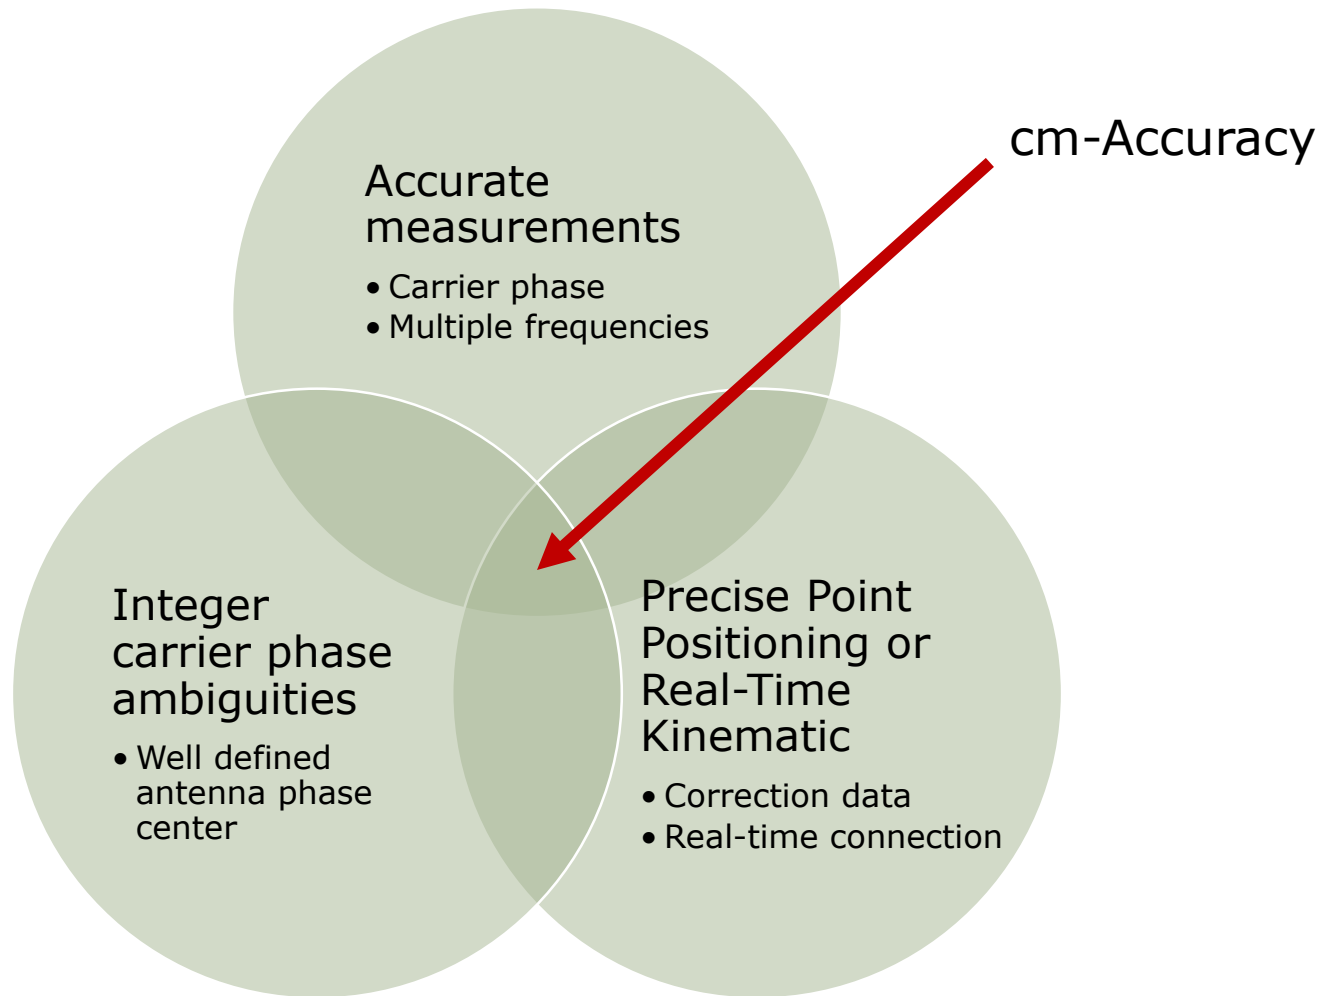 cm-Accuracy
Accurate
measurements
• Carrier phase
• Multiple frequencies
Integer
carrier phase
ambiguities
• Well defined
antenna phase
center
Precise Point
Positioning or
Real-Time
Kinematic
• Correction data
• Real-time connection